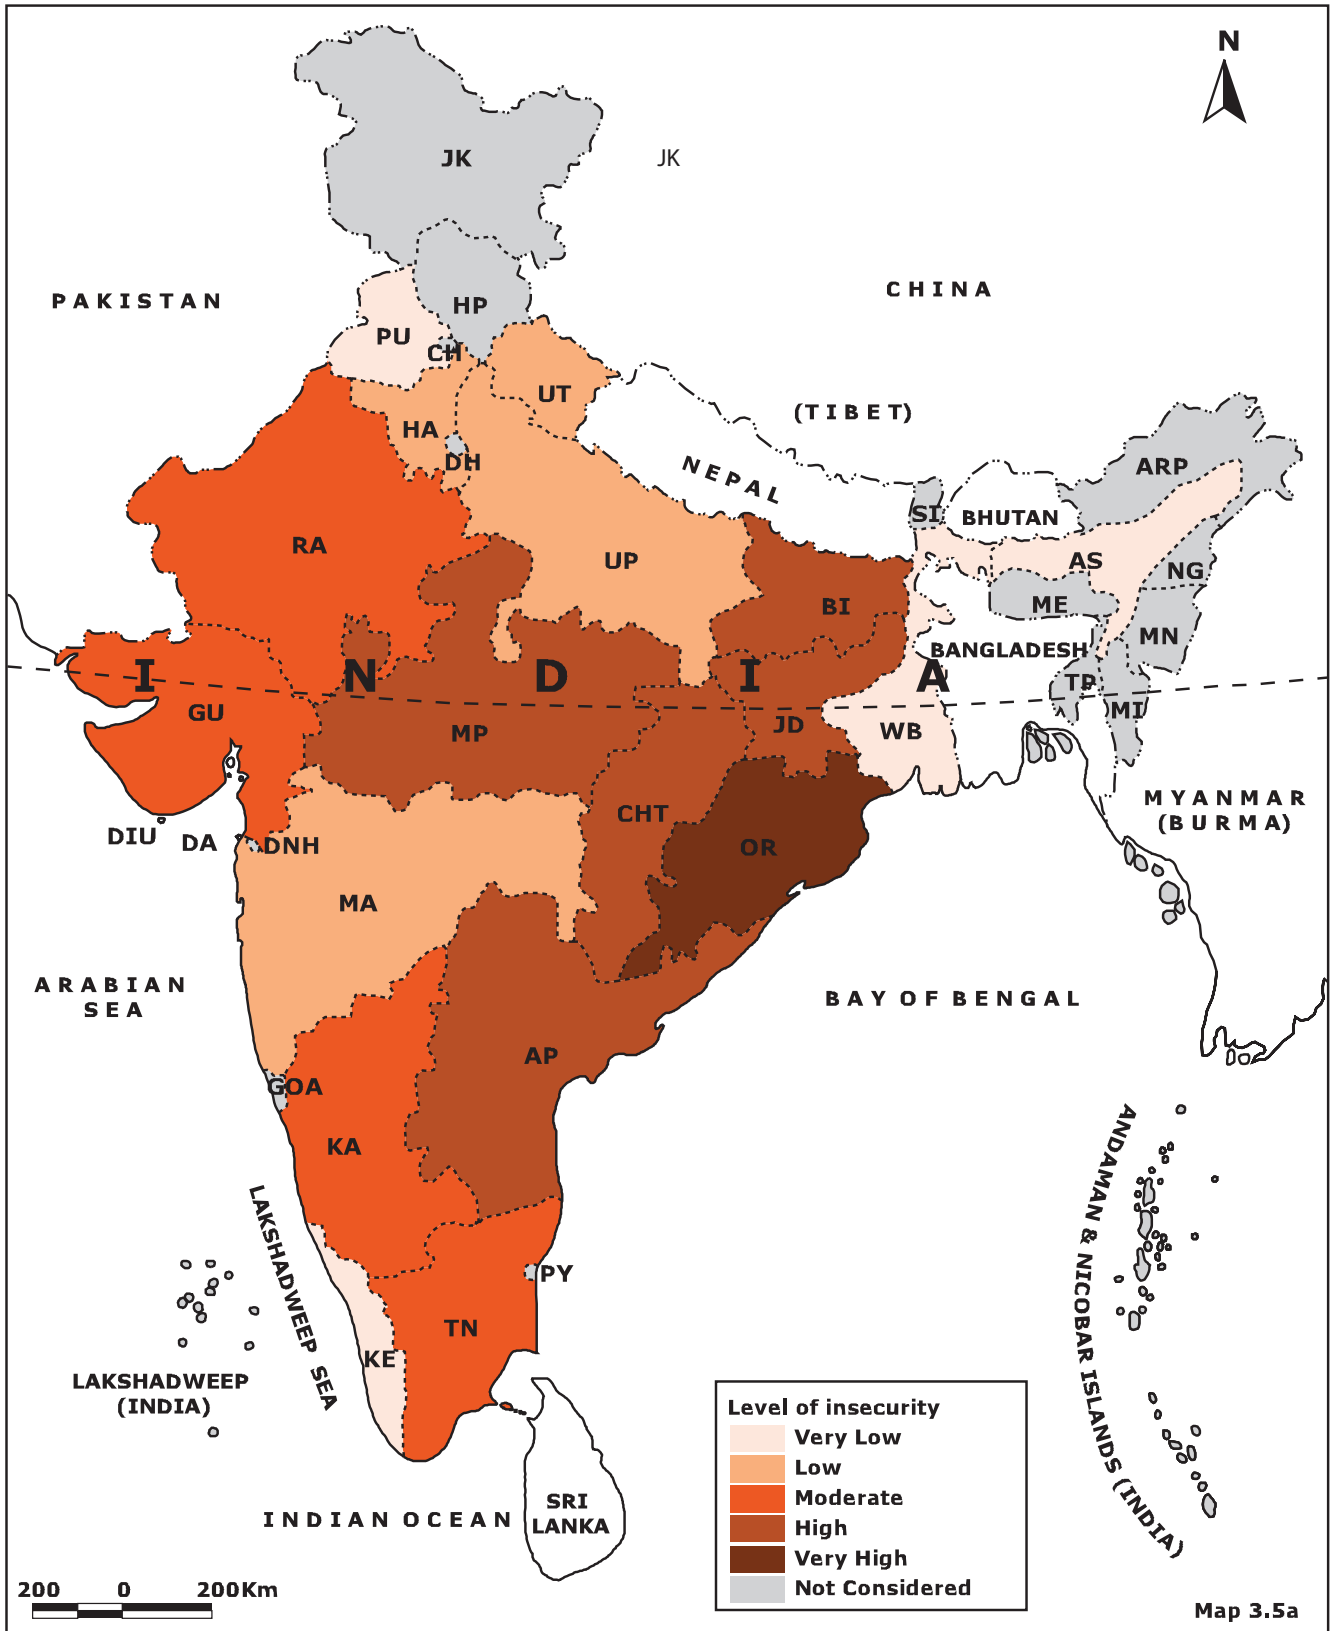 N
JK
JK
PAKISTAN
CHINA
HP
PU
CH
UT
(TIBET)
HA
DH
NEPAL
ARP
SI
BHUTAN
RA
UP
AS
NG
BI
ME
MN
BANGLADESH
I N D I A
TP
MI
GU
MP
JD
WB
CHT
MYANMAR
(BURMA)
DIU
DA
DNH
OR
MA
ARABIAN
SEA
BAY OF BENGAL
AP
GOA
KA
ANDAMAN & NICOBAR ISLANDS (INDIA)
LAKSHADWEEP SEA
PY
TN
KE
LAKSHADWEEP
(INDIA)
Level of insecurity
Very Low
Low
Moderate
High
Very High
Not Considered
INDIAN OCEAN
SRI
LANKA
200 0 200Km
Map 3.5a